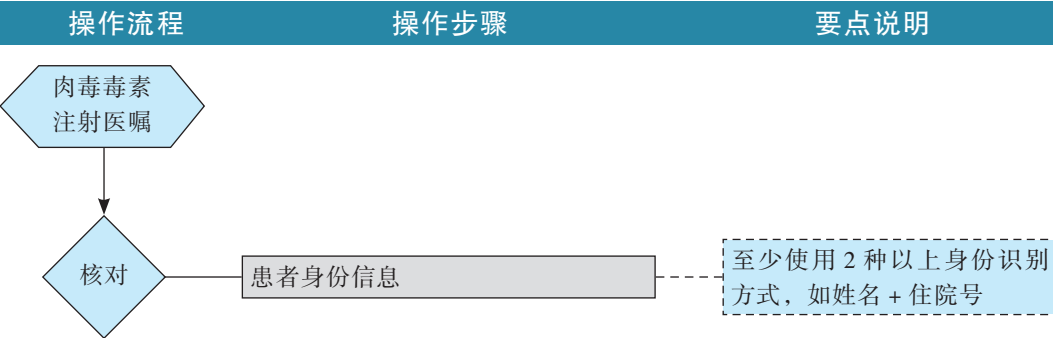 操作流程 操作步骤 要点说明
肉毒毒素
注射医嘱
核对
患者身份信息
至少使用 2 种以上身份识别
方式，如姓名 + 住院号